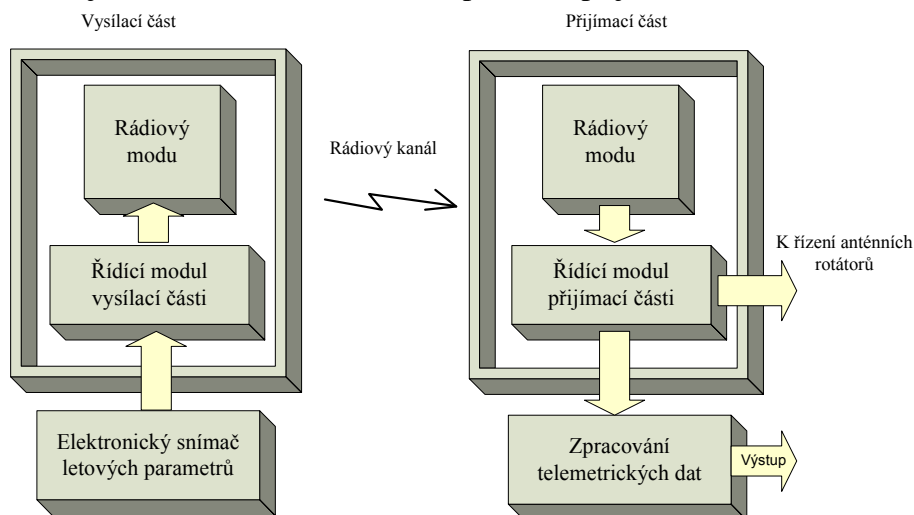 Vysílací část
Rádiový
modu
Řídící modul
vysílací části
Elektronický snímač
letových parametrů
Rádiový kanál
Přijímací část
Rádiový
modu
Řídící modul
přijímací části
K řízení anténních
rotátorů
Zpracování
telemetrických dat
Výstup